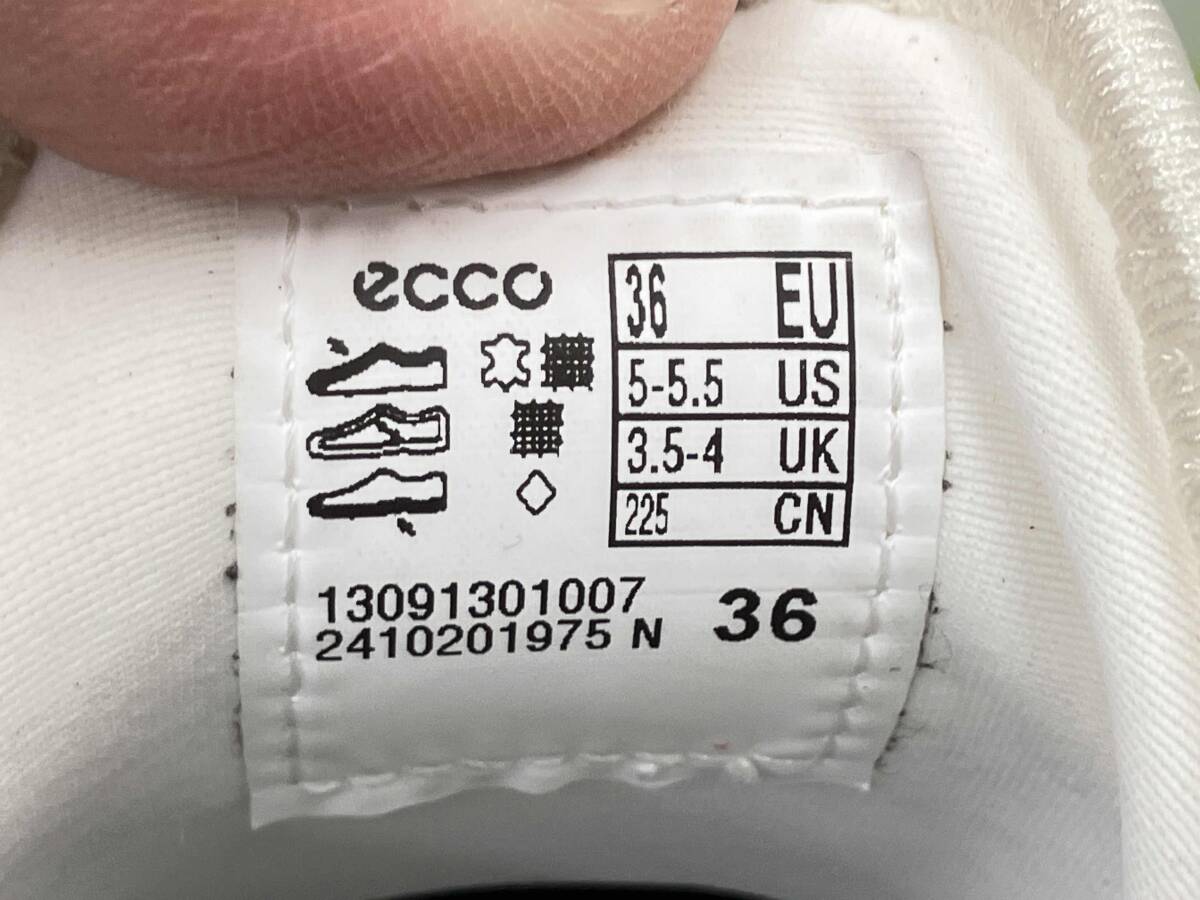 ecco
36 EU
5-5.5 US
3.5-4 UK
225 CN
13091301007
2410201975 N
36